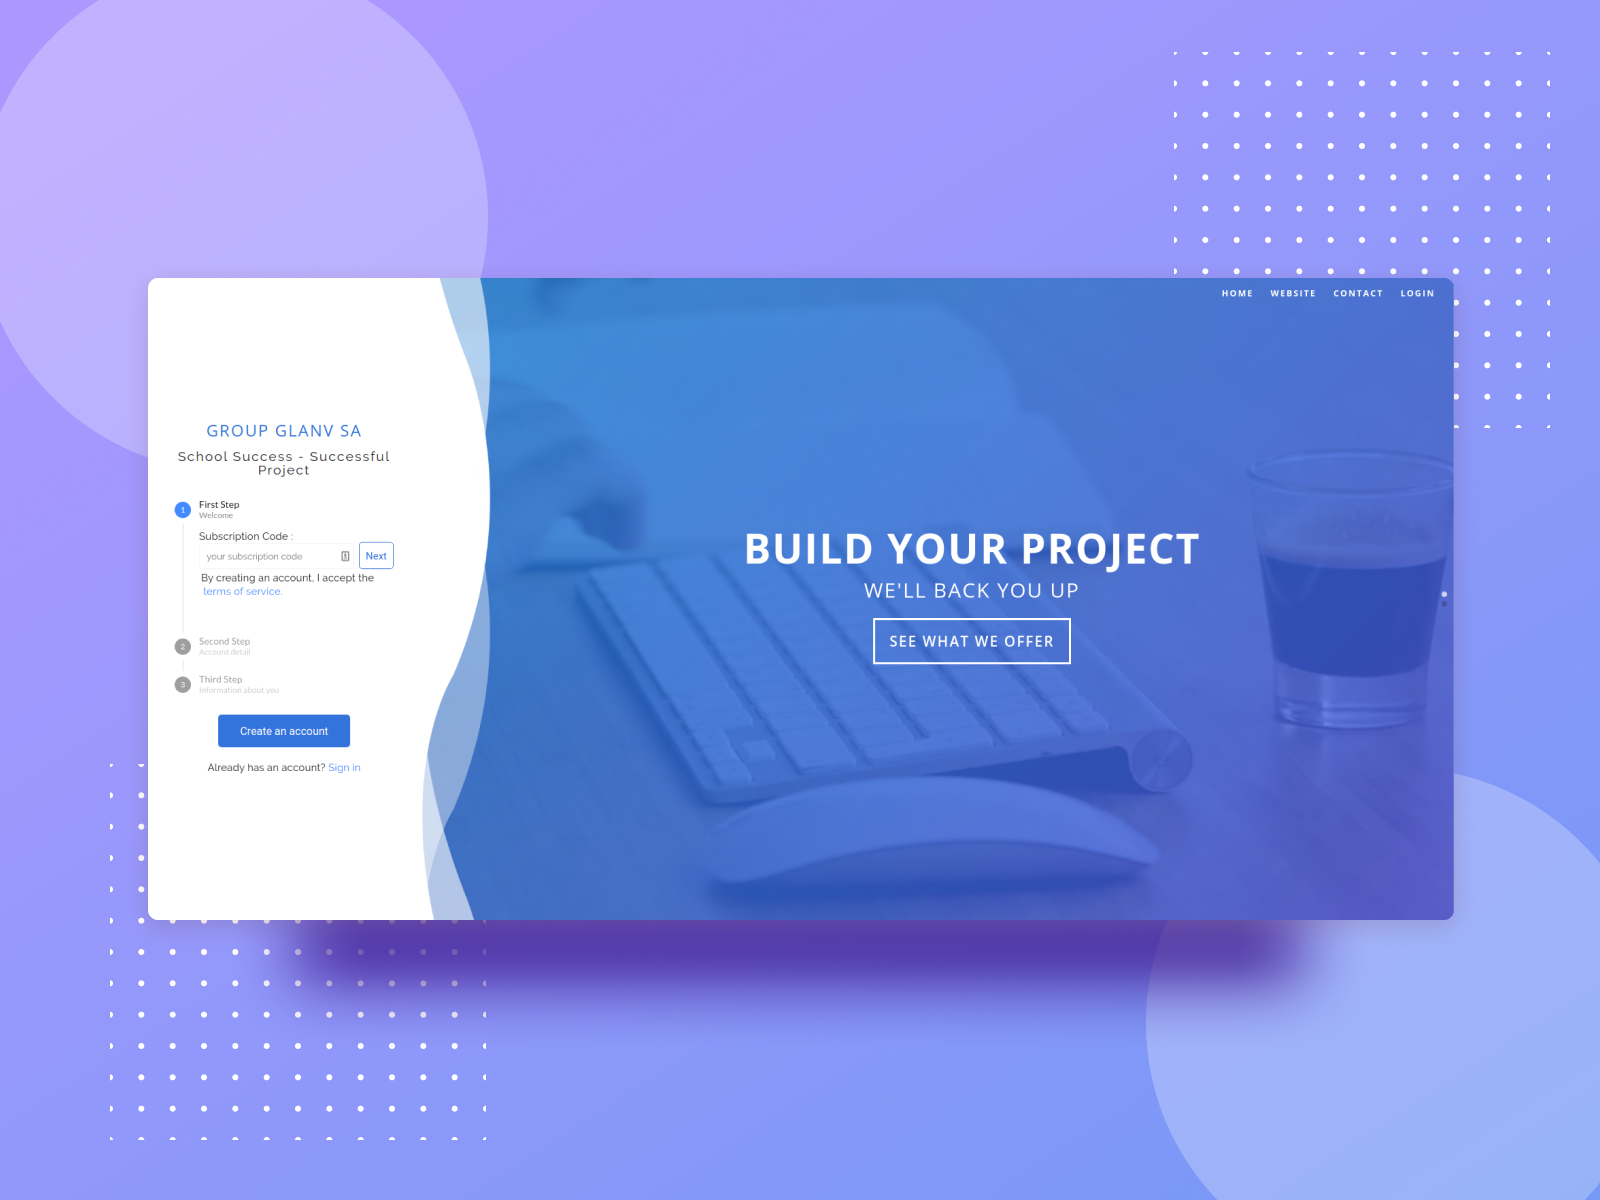 HOME WEBSITE CONTACT LOGIN
GROUP GLANV SA
School Success - Successful
Project
1
First Step
Welcome
Subscription Code :
your subscription code
Next
By creating an account, I accept the
terms of service.
2
Second Step
Account detail
3
Third Step
Information about you
Create an account
Already has an account? Sign in
BUILD YOUR PROJECT
WE'LL BACK YOU UP
SEE WHAT WE OFFER